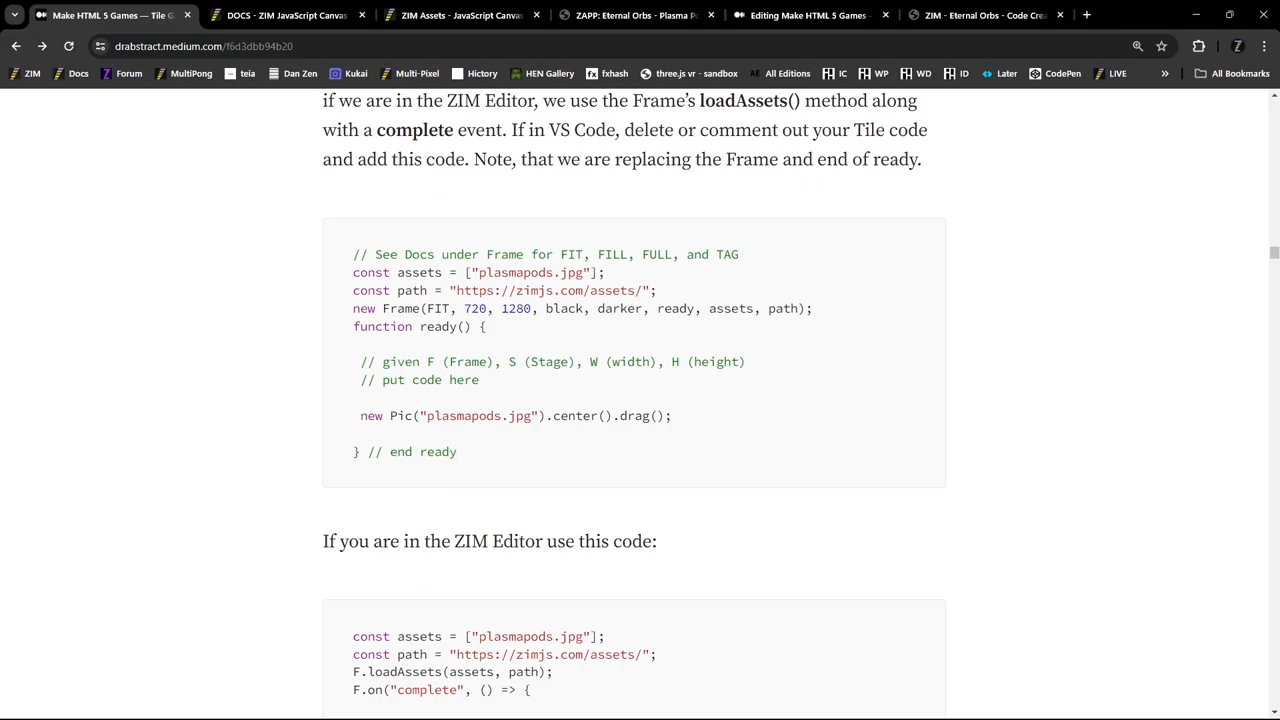 Make HTML 5 Games — Tile G
DOCS - ZIM JavaScript Canvas
ZIM Assets - JavaScript Canvas
ZAPP: Eternal Orbs - Plasma Po
Editing Make HTML 5 Games –
ZIM - Eternal Orbs - Code Crea
drabstract.medium.com/f6d3dbb94b20
ZIM Docs Forum MultiPong teia Dan Zen Kukai Multi-Pixel Hictory HEN Gallery fxhash three.js vr - sandbox All Editions IC WP WD ID Later CodePen LIVE » All Bookmarks
if we are in the ZIM Editor, we use the Frame’s loadAssets() method along
with a complete event. If in VS Code, delete or comment out your Tile code
and add this code. Note, that we are replacing the Frame and end of ready.
// See Docs under Frame for FIT, FILL, FULL, and TAG
const assets = ["plasmapods.jpg"];
const path = "https://zimjs.com/assets/";
new Frame(FIT, 720, 1280, black, darker, ready, assets, path);
function ready() {
// given F (Frame), S (Stage), W (width), H (height)
// put code here
new Pic("plasmapods.jpg").center().drag();
} // end ready
If you are in the ZIM Editor use this code:
const assets = ["plasmapods.jpg"];
const path = "https://zimjs.com/assets/";
F.loadAssets(assets, path);
F.on("complete", () => {